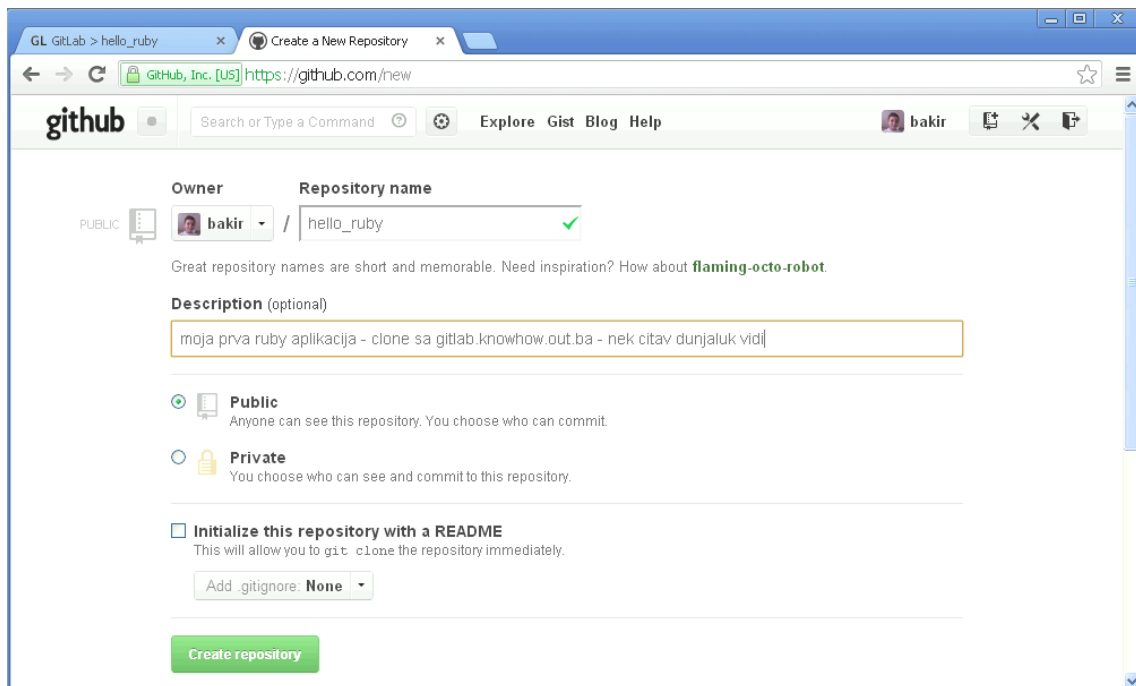 GL GitLab > hello_ruby
Create a New Repository
GitHub, Inc. [US] https://github.com/new
github Search or Type a Command Explore Gist Blog Help bakir
Owner Repository name
PUBLIC bakir / hello_ruby
Great repository names are short and memorable. Need inspiration? How about flaming-octo-robot.
Description (optional)
moja prva ruby aplikacija - clone sa gitlab.knowhow.out.ba - nek citav dunjaluk vidi
Public
Anyone can see this repository. You choose who can commit.
Private
You choose who can see and commit to this repository.
Initialize this repository with a README
This will allow you to git clone the repository immediately.
Add .gitignore: None
Create repository